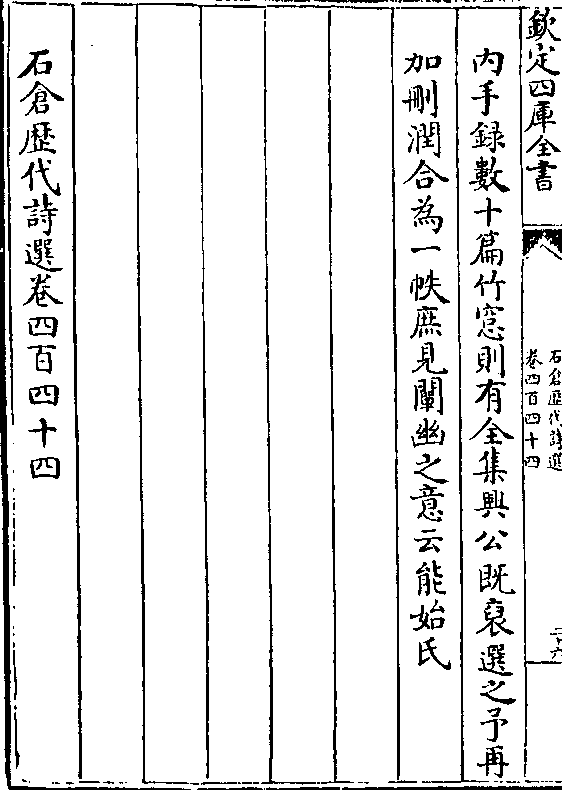 欽定四庫全書
石倉歷代詩選
卷四百四十四
二十六
内手録數十篇竹窓則有全集興公既裒選之予再
加刪潤合為一帙庶見闡幽之意云能始氏
石倉歷代詩選卷四百四十四